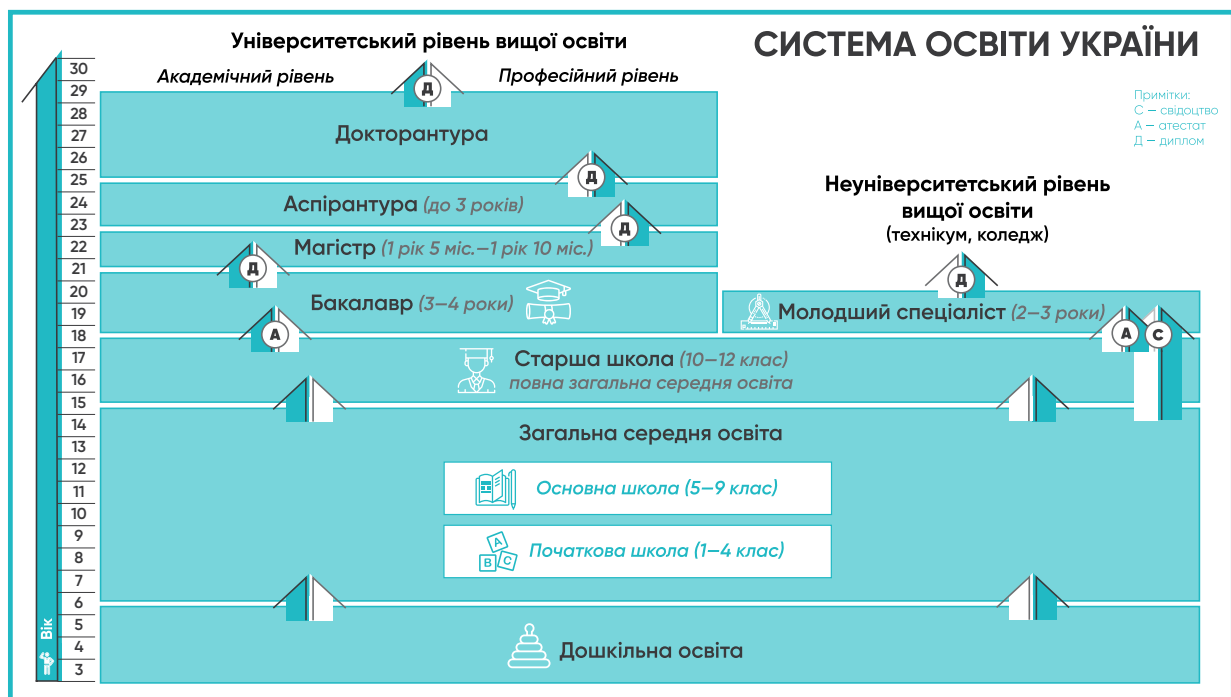 СИСТЕМА ОСВІТИ УКРАЇНИ
Примітки:
С — свідоцтво
А — атестат
Д — диплом
Університетський рівень вищої освіти
Академічний рівень
Професійний рівень
Д
Докторантура
Д
Аспірантура (до 3 років)
Д
Магістр (1 рік 5 міс.—1 рік 10 міс.)
Д
Бакалавр (3—4 роки)
А
Неуніверситетський рівень
вищої освіти
(технікум, коледж)
Д
Молодший спеціаліст (2—3 роки)
А
С
Старша школа (10—12 клас)
повна загальна середня освіта
Загальна середня освіта
Основна школа (5—9 клас)
A
B C
Початкова школа (1—4 клас)
Дошкільна освіта
30
29
28
27
26
25
24
23
22
21
20
19
18
17
16
15
14
13
12
11
10
9
8
7
6
5
4
3
Вік